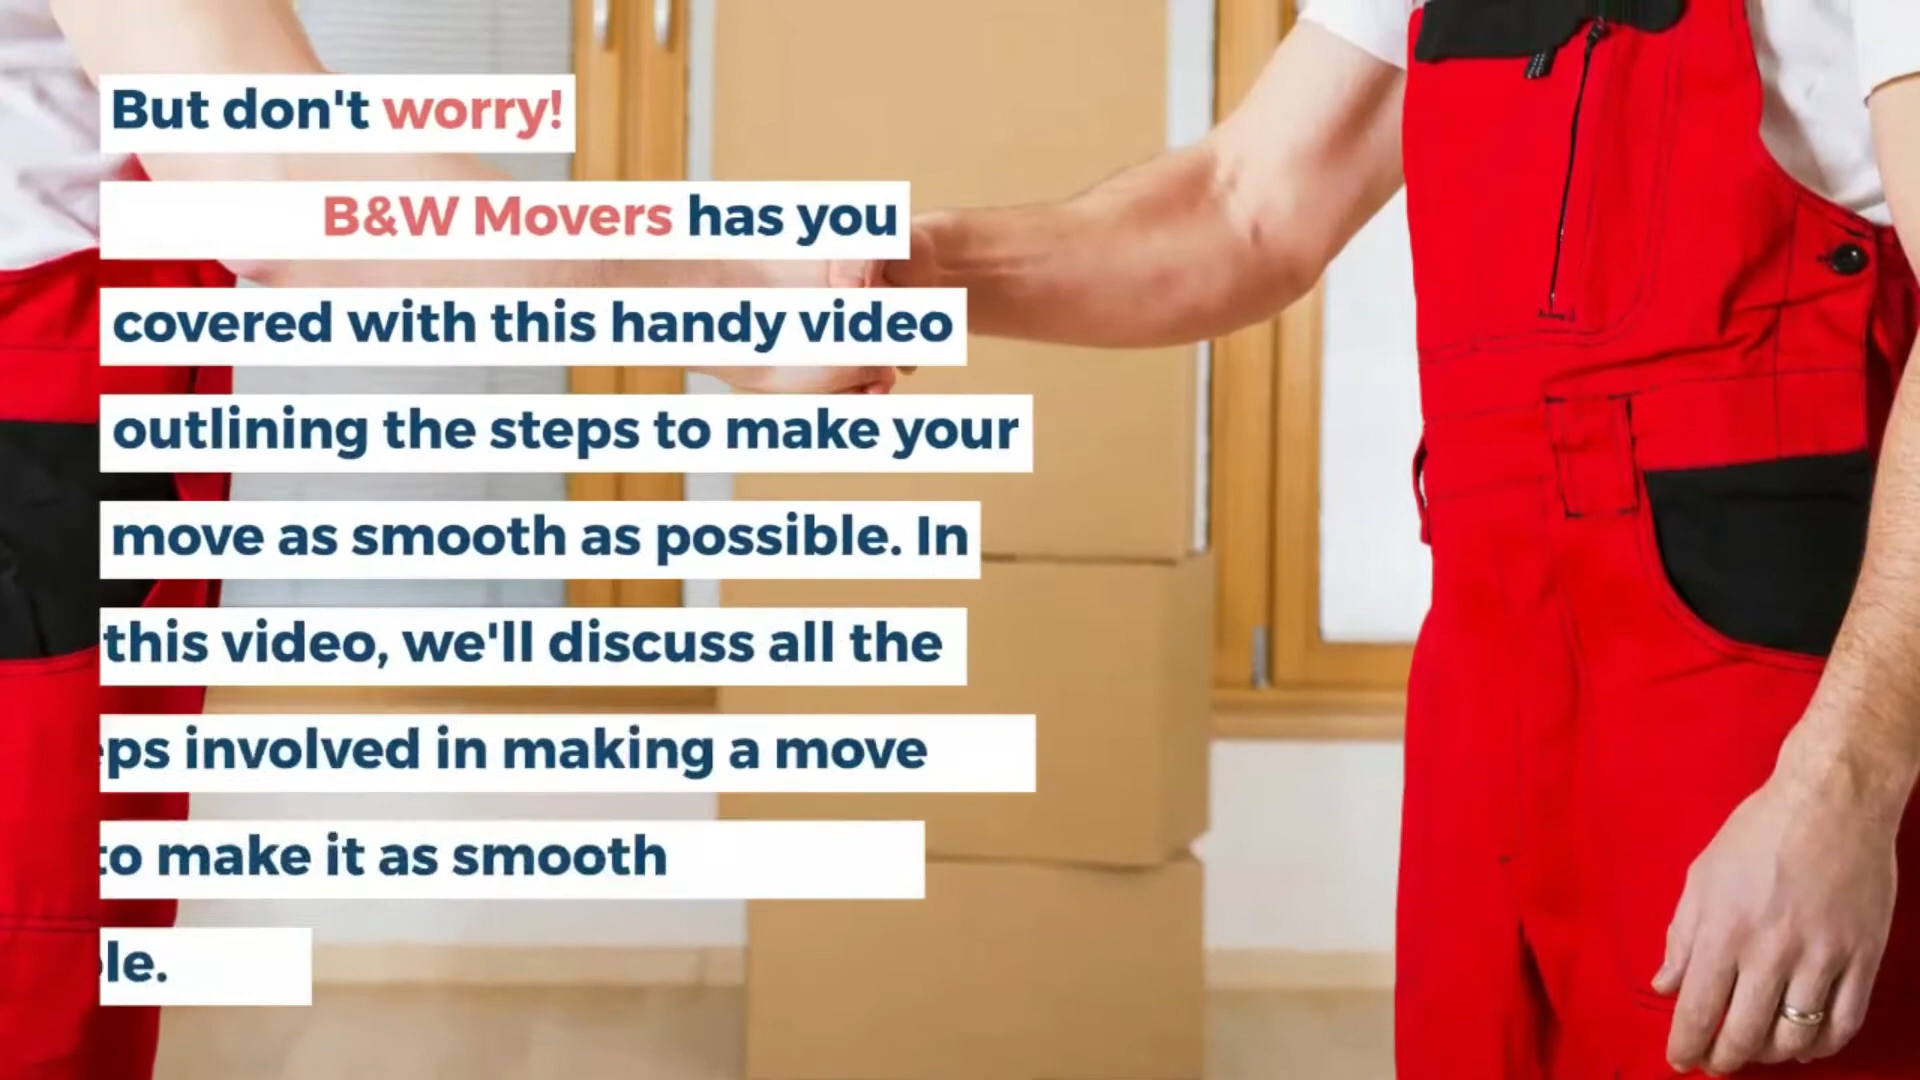 But don't worry!
B&W Movers has you
covered with this handy video
outlining the steps to make your
move as smooth as possible. In
this video, we'll discuss all the
involved in making a move
to make it as smooth